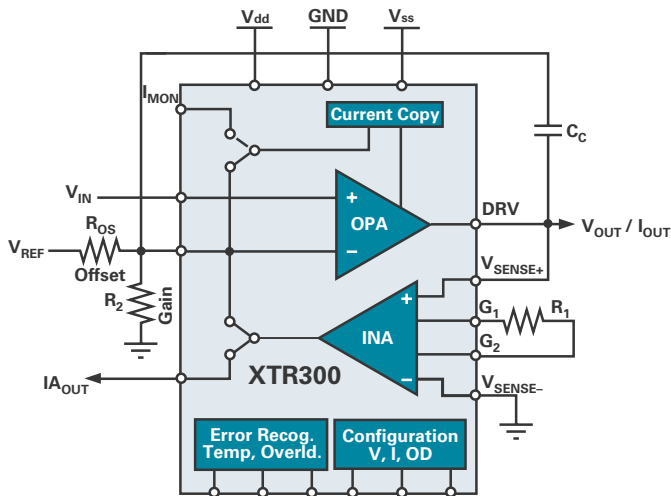 Vdd GND Vss
IMON
Current Copy
CC
VIN
+
OPA
DRV
ROS
VREF
−
VOUT / IOUT
Offset
VSENSE+
R2
Gain
+
G1
R1
INA
G2
IAOUT
XTR300
−
VSENSE−
Error Recog.
Temp, Overld.
Configuration
V, I, OD